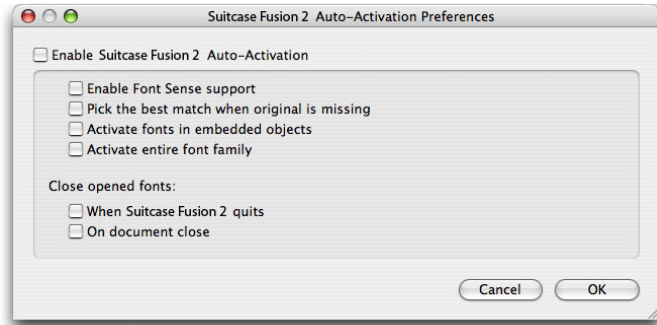 Suitcase Fusion 2 Auto-Activation Preferences
Enable Suitcase Fusion 2 Auto-Activation
Enable Font Sense support
Pick the best match when original is missing
Activate fonts in embedded objects
Activate entire font family
Close opened fonts:
When Suitcase Fusion 2 quits
On document close
Cancel OK